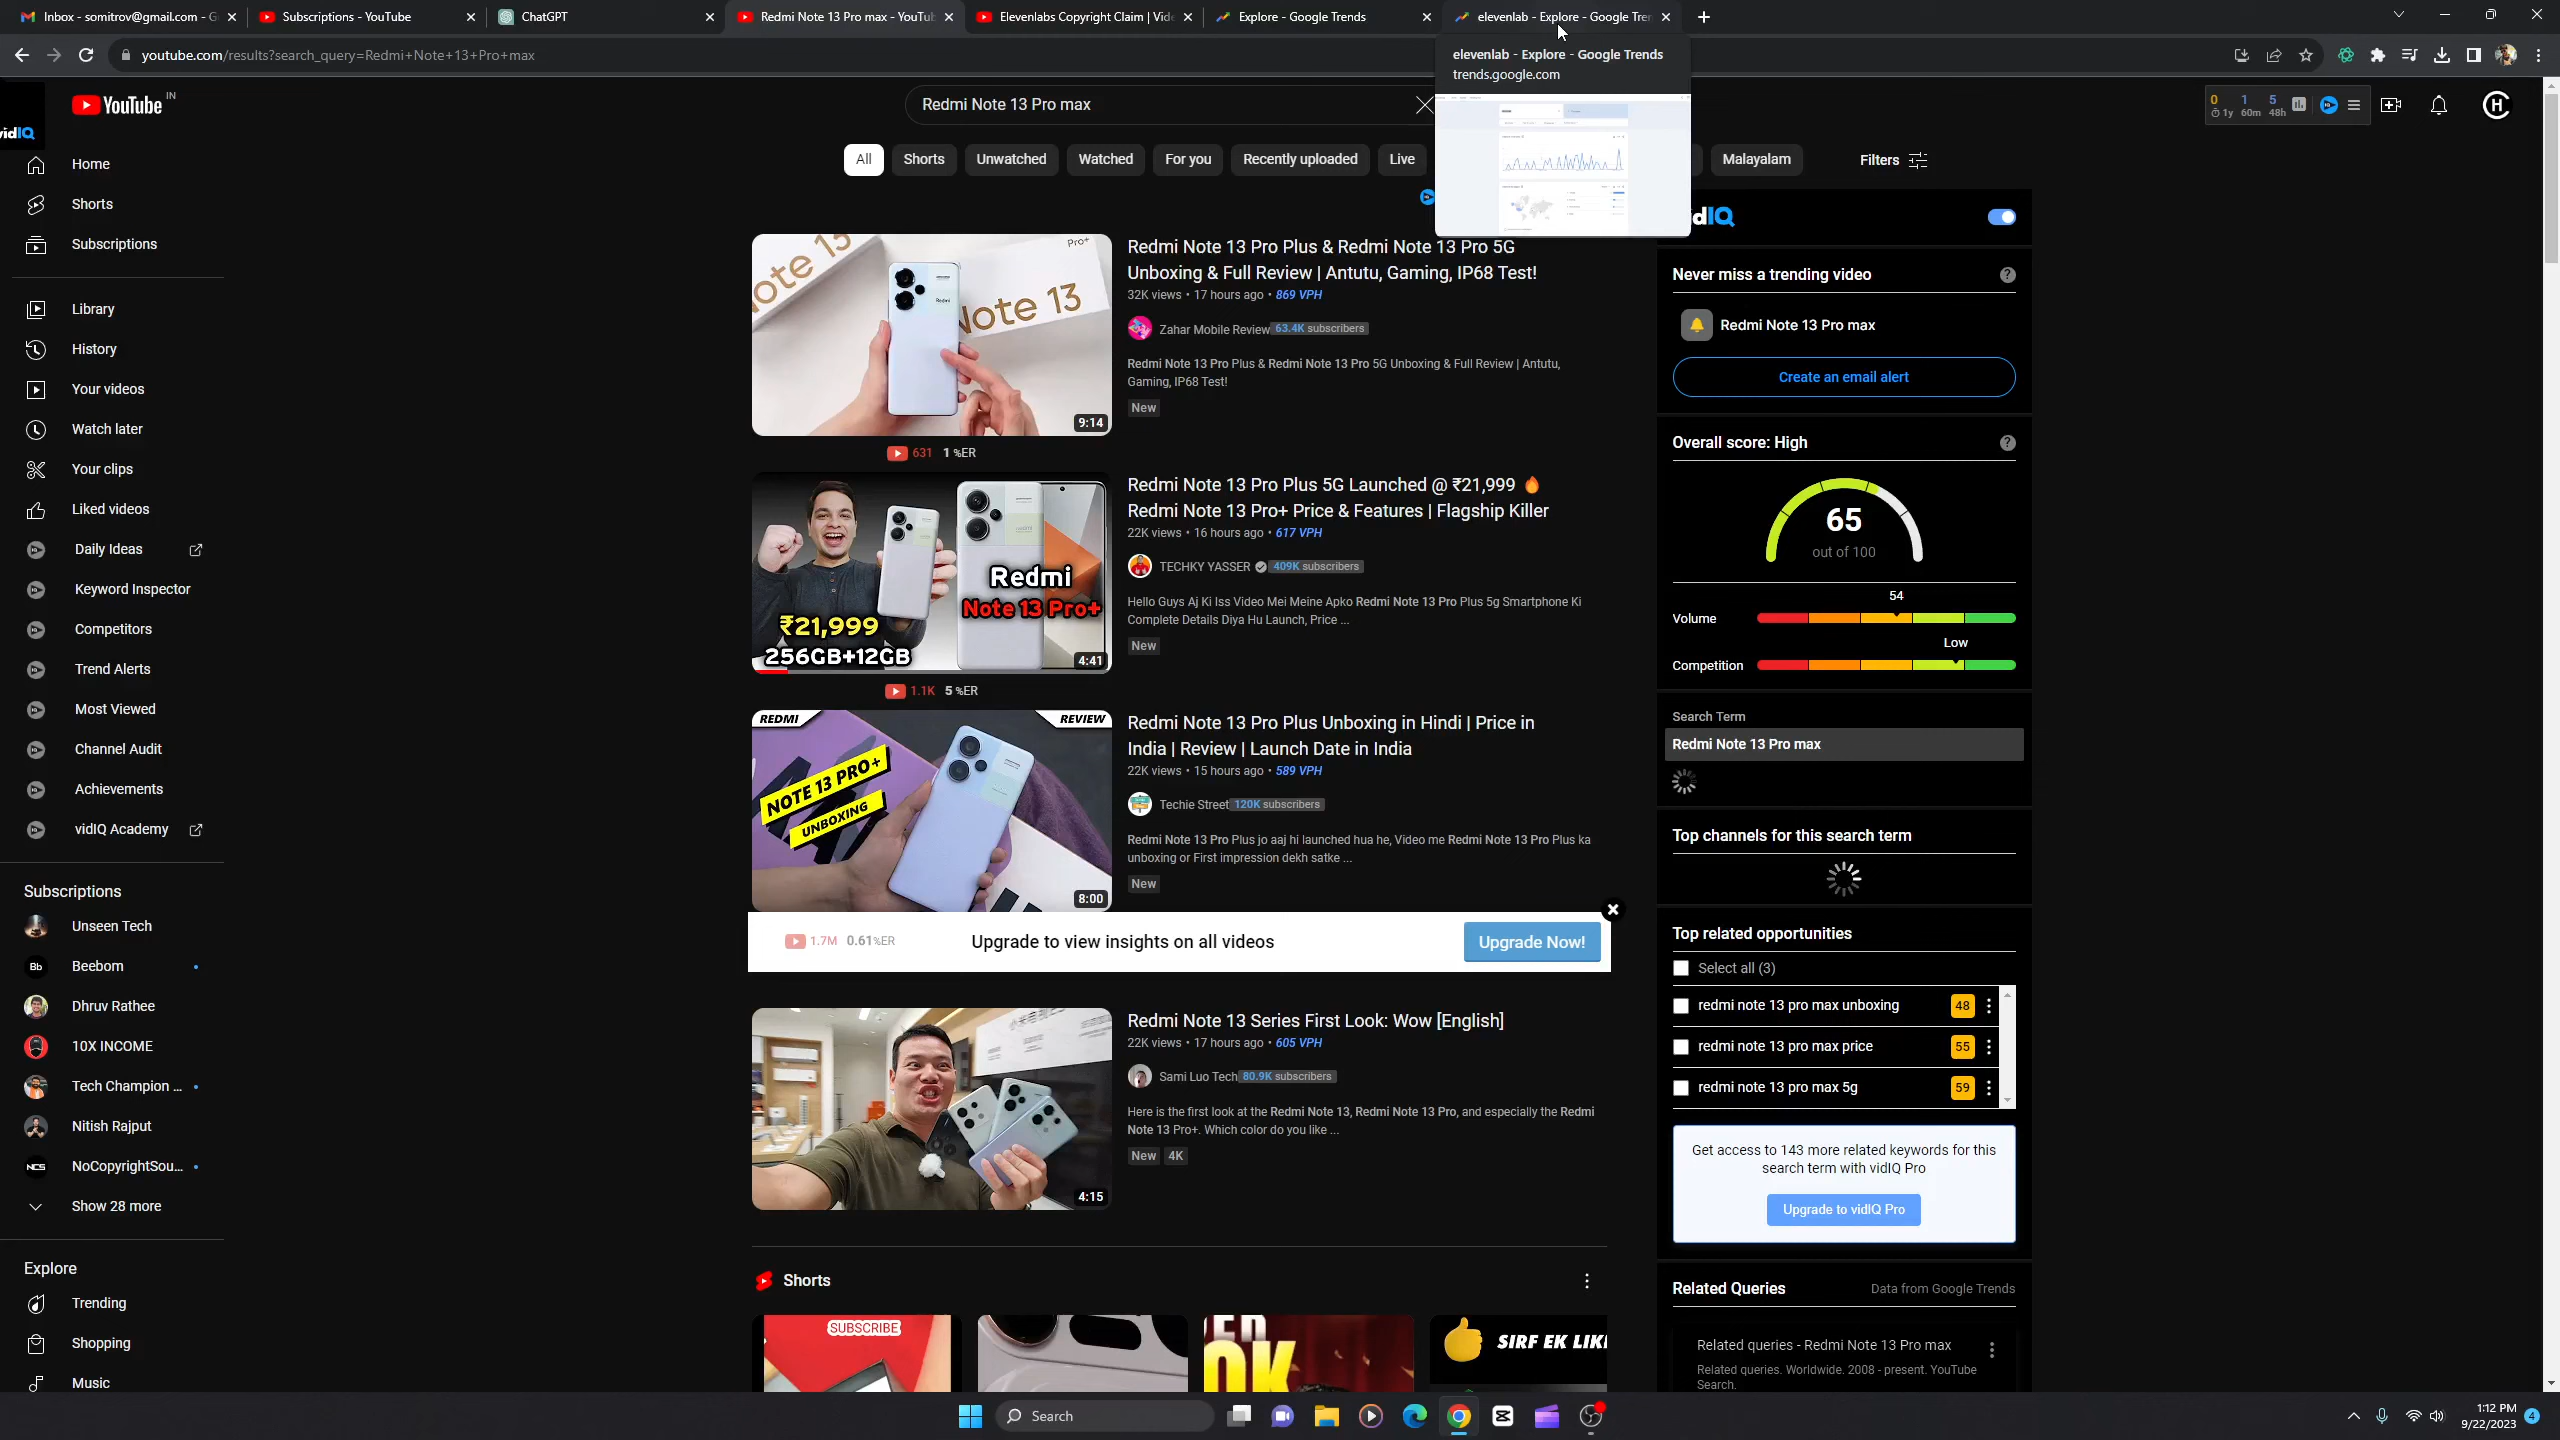 Inbox - somitrov@gmail.com - G
Subscriptions - YouTube
ChatGPT
Redmi Note 13 Pro max - YouTub
Elevenlabs Copyright Claim | Vid
Explore - Google Trends
elevenlab - Explore - Google Tren
youtube.com/results?search_query=Redmi+Note+13+Pro+max
elevenlab - Explore - Google Trends
trends.google.com
YouTube IN
Redmi Note 13 Pro max
0 1 5
1y 60m 48h
vidIQ
H
Home
Shorts
Subscriptions
Library
History
Your videos
Watch later
Your clips
Liked videos
Daily Ideas
Keyword Inspector
Competitors
Trend Alerts
Most Viewed
Channel Audit
Achievements
vidIQ Academy
Subscriptions
Unseen Tech
Bb Beebom
Dhruv Rathee
10X INCOME
Tech Champion ...
Nitish Rajput
NCS NoCopyrightSou...
Show 28 more
Explore
Trending
Shopping
Music
All
Shorts
Unwatched
Watched
For you
Recently uploaded
Live
Malayalam
Filters
Pro+
Note 13
9:14
Redmi Note 13 Pro Plus & Redmi Note 13 Pro 5G
Unboxing & Full Review | Antutu, Gaming, IP68 Test!
32K views • 17 hours ago • 869 VPH
Zahar Mobile Review 63.4K subscribers
Redmi Note 13 Pro Plus & Redmi Note 13 Pro 5G Unboxing & Full Review | Antutu,
Gaming, IP68 Test!
New
631 1 %ER
Redmi
Note 13 Pro+
₹21,999
256GB+12GB
4:41
Redmi Note 13 Pro Plus 5G Launched @ ₹21,999 🔥
Redmi Note 13 Pro+ Price & Features | Flagship Killer
22K views • 16 hours ago • 617 VPH
TECHKY YASSER 409K subscribers
Hello Guys Aj Ki Iss Video Mei Meine Apko Redmi Note 13 Pro Plus 5g Smartphone Ki
Complete Details Diya Hu Launch, Price ...
New
1.1K 5 %ER
REDMI
REVIEW
NOTE 13 PRO+
UNBOXING
8:00
Redmi Note 13 Pro Plus Unboxing in Hindi | Price in
India | Review | Launch Date in India
22K views • 15 hours ago • 589 VPH
Techie Street 120K subscribers
Redmi Note 13 Pro Plus jo aaj hi launched hua he, Video me Redmi Note 13 Pro Plus ka
unboxing or First impression dekh satke ...
New
1.7M 0.61%ER
Upgrade to view insights on all videos
Upgrade Now!
4:15
Redmi Note 13 Series First Look: Wow [English]
22K views • 17 hours ago • 605 VPH
Sami Luo Tech 80.9K subscribers
Here is the first look at the Redmi Note 13, Redmi Note 13 Pro, and especially the Redmi
Note 13 Pro+. Which color do you like ...
New 4K
Shorts
SUBSCRIBE
SIRF EK LIKE
dIQ
Never miss a trending video
Redmi Note 13 Pro max
Create an email alert
Overall score: High
65
out of 100
54
Volume
Low
Competition
Search Term
Redmi Note 13 Pro max
Top channels for this search term
Top related opportunities
Select all (3)
redmi note 13 pro max unboxing 48
redmi note 13 pro max price 55
redmi note 13 pro max 5g 59
Get access to 143 more related keywords for this
search term with vidIQ Pro
Upgrade to vidIQ Pro
Related Queries
Data from Google Trends
Related queries - Redmi Note 13 Pro max
Related queries. Worldwide. 2008 - present. YouTube
Search.
Search
1:12 PM
9/22/2023
4